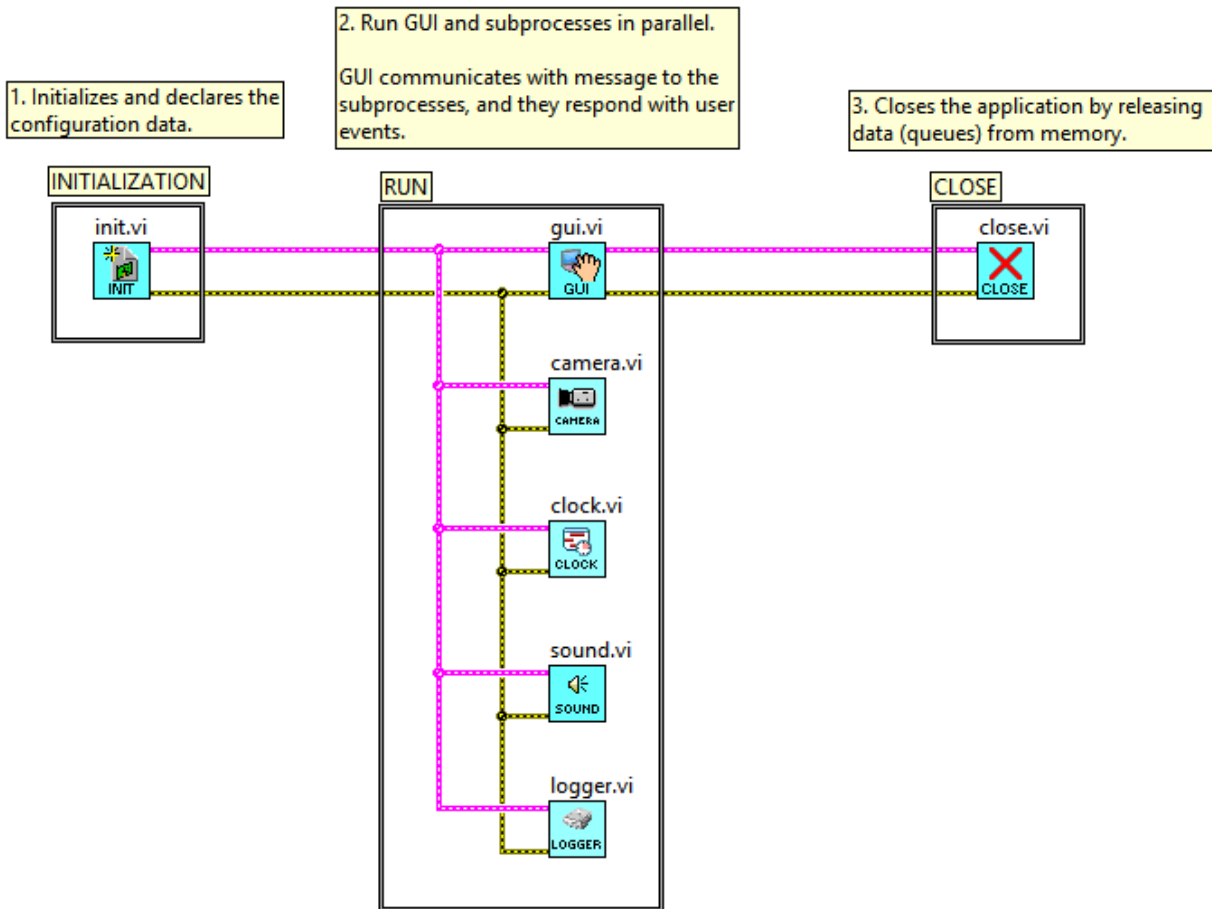 2. Run GUI and subprocesses in parallel.
GUI communicates with message to the
subprocesses, and they respond with user
events.
1. Initializes and declares the
configuration data.
3. Closes the application by releasing
data (queues) from memory.
INITIALIZATION
RUN
CLOSE
init.vi
INIT
gui.vi
GUI
close.vi
CLOSE
camera.vi
CAMERA
clock.vi
CLOCK
sound.vi
SOUND
logger.vi
LOGGER